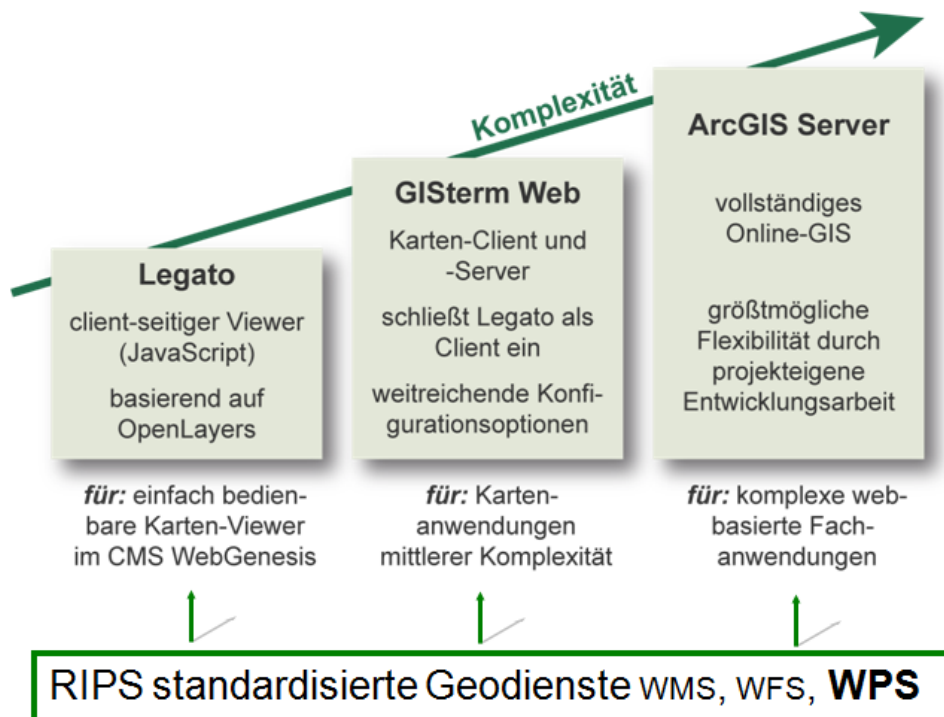 Komplexität
Legato
client-seitiger Viewer
(JavaScript)
basierend auf
OpenLayers
für: einfach bedien-
bare Karten-Viewer
im CMS WebGenesis
GISterm Web
Karten-Client und
-Server
schließt Legato als
Client ein
weitreichende Konfi-
gurationsoptionen
für: Karten-
anwendungen
mittlerer Komplexität
ArcGIS Server
vollständiges
Online-GIS
größtmögliche
Flexibilität durch
projekteigene
Entwicklungsarbeit
für: komplexe web-
basierte Fach-
anwendungen
RIPS standardisierte Geodienste WMS, WFS, WPS